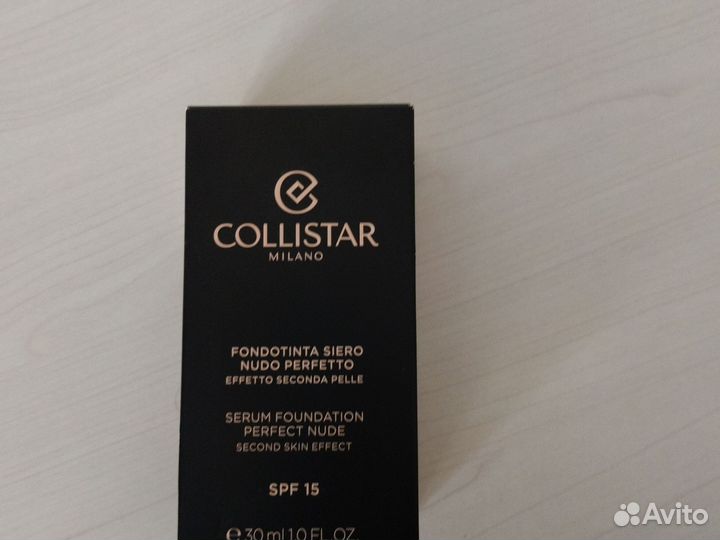 COLLISTAR
MILANO
FONDOTINTA SIERO
NUDO PERFETTO
EFFETTO SECONDA PELLE
SERUM FOUNDATION
PERFECT NUDE
SECOND SKIN EFFECT
SPF 15
℮ 30 ml 1.0 FL.OZ.
Avito